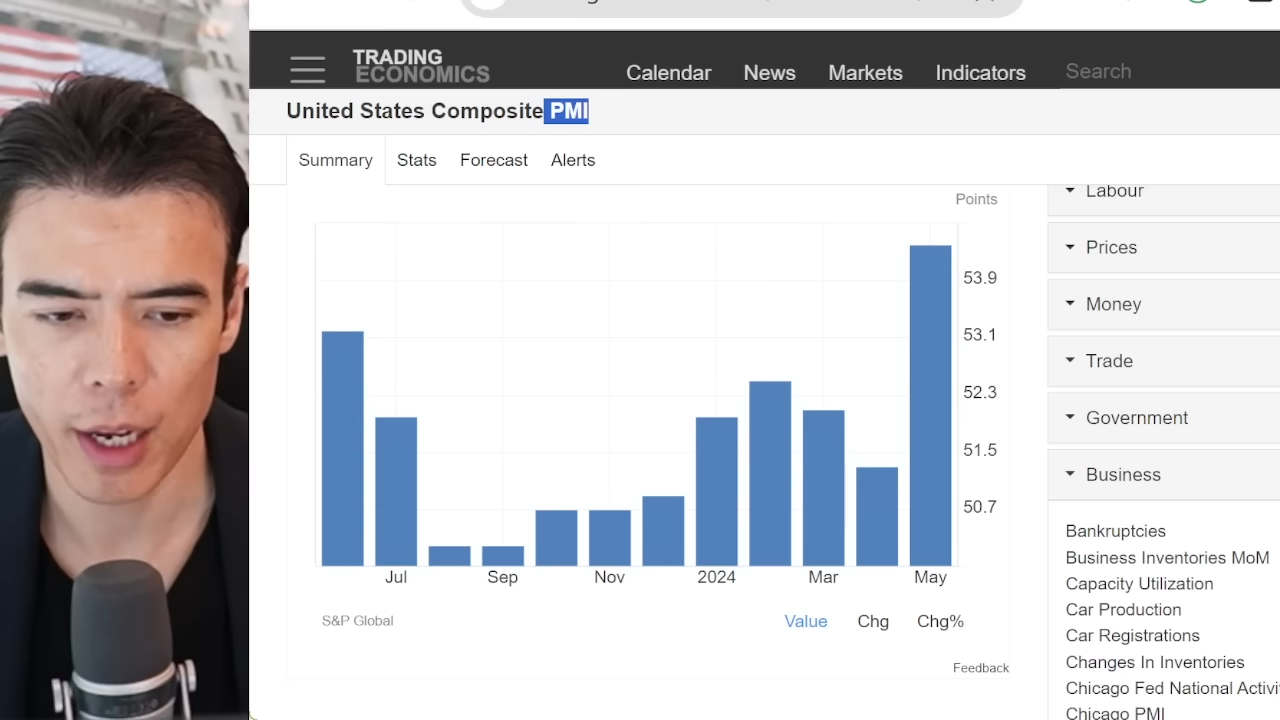 TRADING
ECONOMICS
Calendar News Markets Indicators Search
United States Composite PMI
Summary Stats Forecast Alerts
Points
53.9
53.1
52.3
51.5
50.7
Jul Sep Nov 2024 Mar May
S&P Global
Value Chg Chg%
Feedback
Labour
Prices
Money
Trade
Government
Business
Bankruptcies
Business Inventories MoM
Capacity Utilization
Car Production
Car Registrations
Changes In Inventories
Chicago Fed National Activi
Chicago PMI